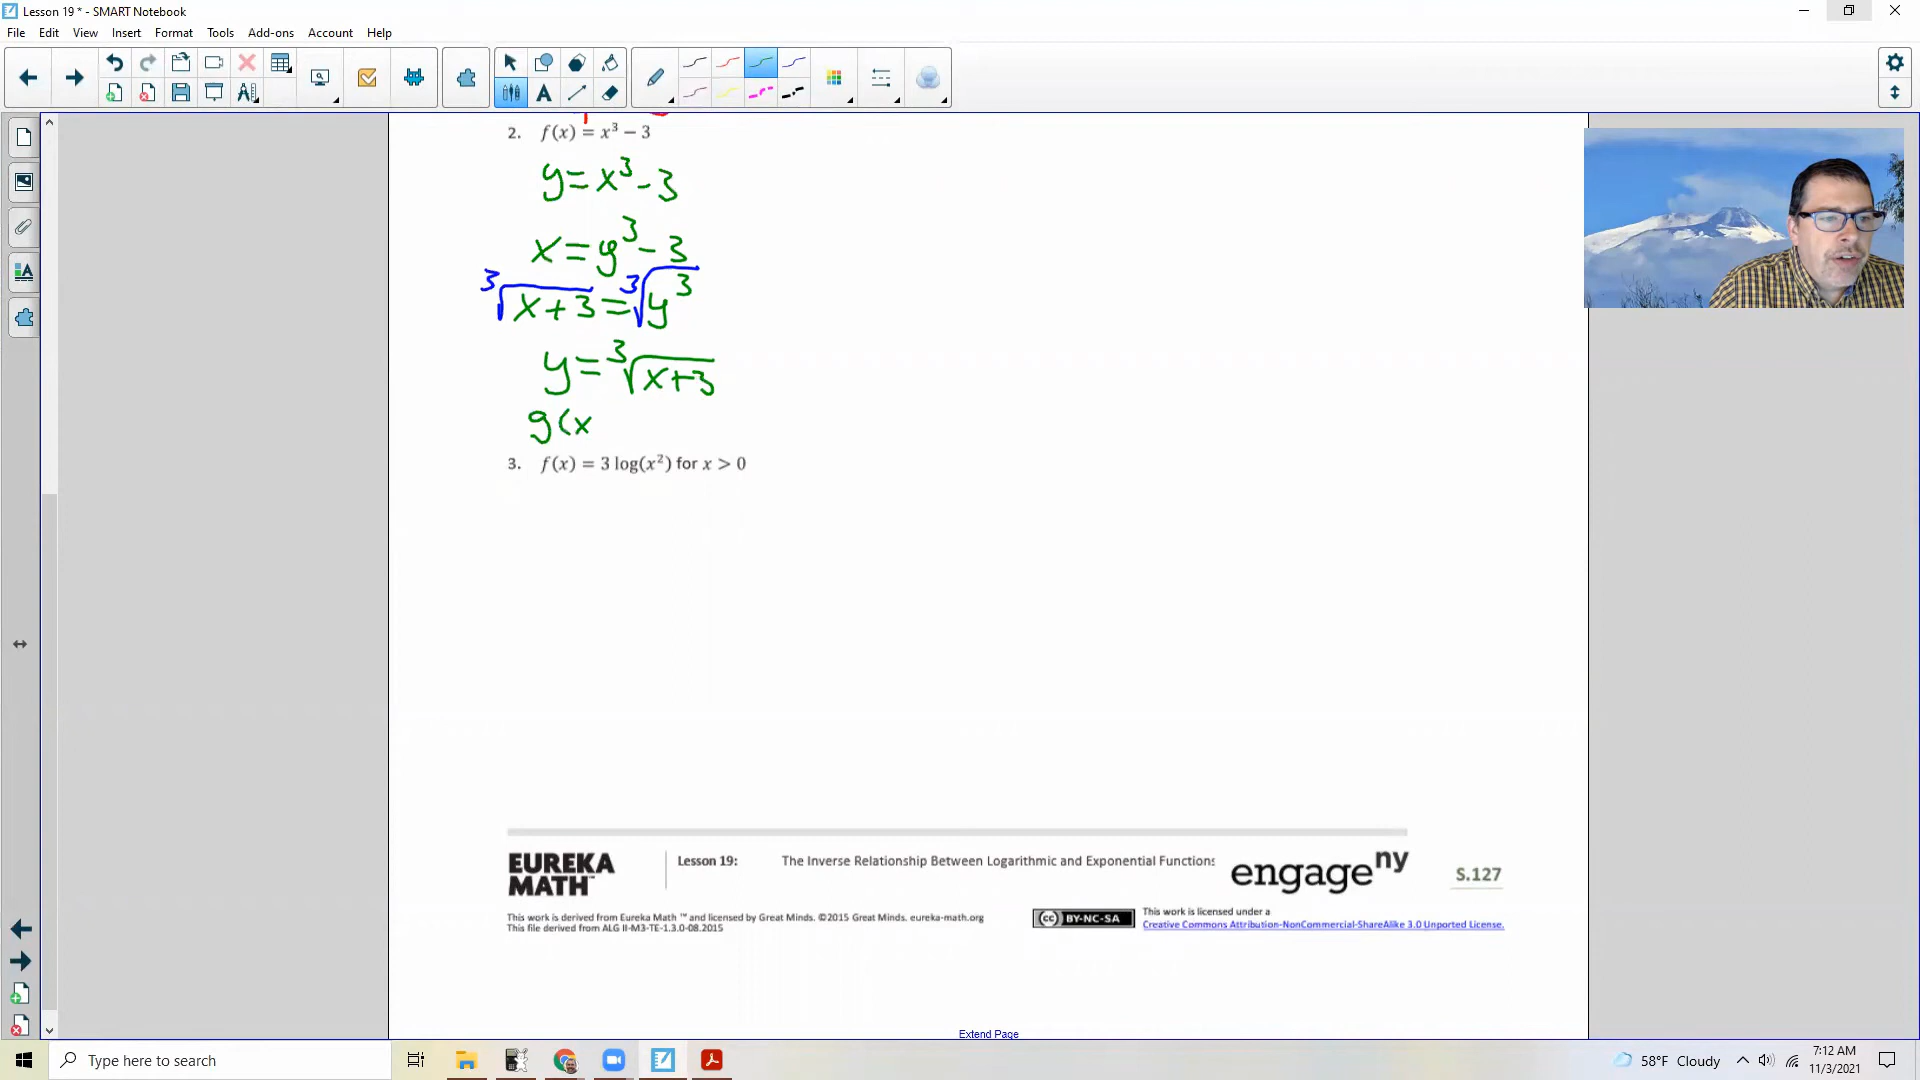 Lesson 19 * - SMART Notebook
File Edit View Insert Format Tools Add-ons Account Help
2. f(x) = x³ − 3
y = x³ - 3
x = y³ - 3
∛(x+3) = ∛(y³)
y = ∛(x+3)
g(x
3. f(x) = 3 log(x²) for x > 0
EUREKA
MATH™
Lesson 19: The Inverse Relationship Between Logarithmic and Exponential Functions
engage ny
S.127
This work is derived from Eureka Math ™ and licensed by Great Minds. ©2015 Great Minds. eureka-math.org
This file derived from ALG II-M3-TE-1.3.0-08.2015
cc BY-NC-SA
This work is licensed under a
Creative Commons Attribution-NonCommercial-ShareAlike 3.0 Unported License.
Extend Page
Type here to search
58°F Cloudy
7:12 AM
11/3/2021